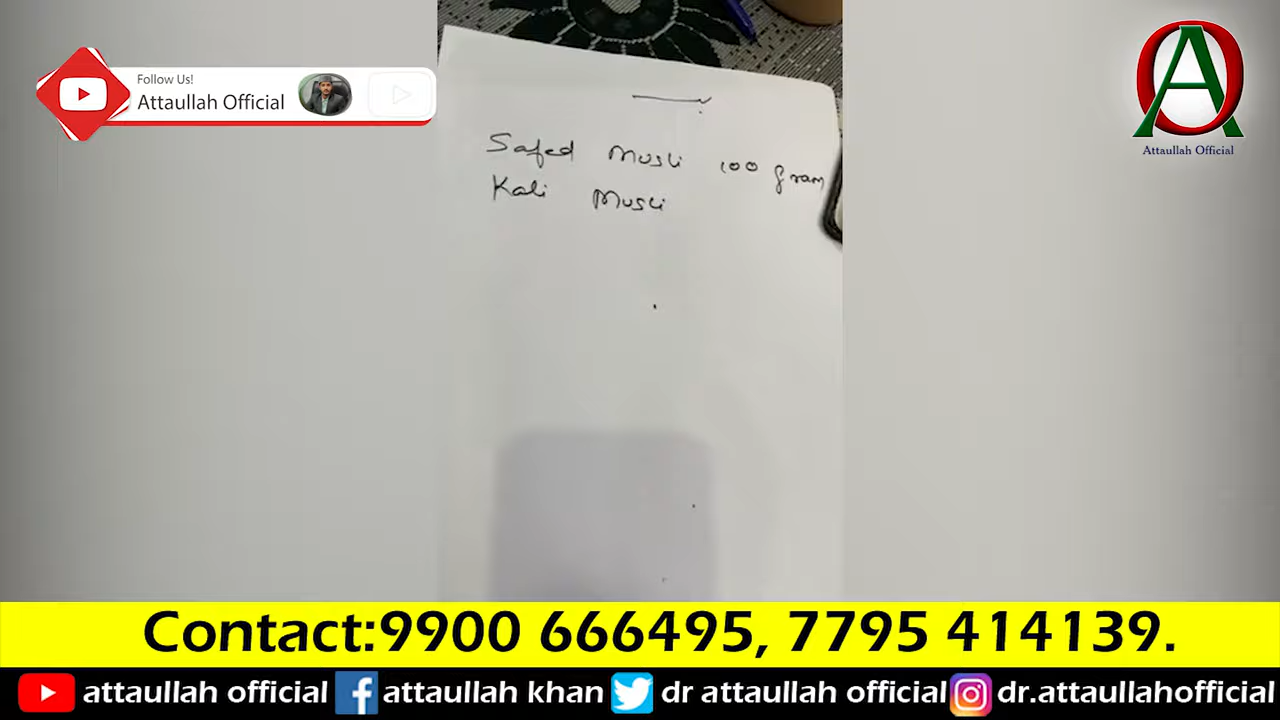 Follow Us!
Attaullah Official
OA
Attaullah Official
Safed Musli 100 gram
Kali Musli
Contact:9900 666495, 7795 414139.
attaullah official attaullah khan dr attaullah official dr.attaullahofficial